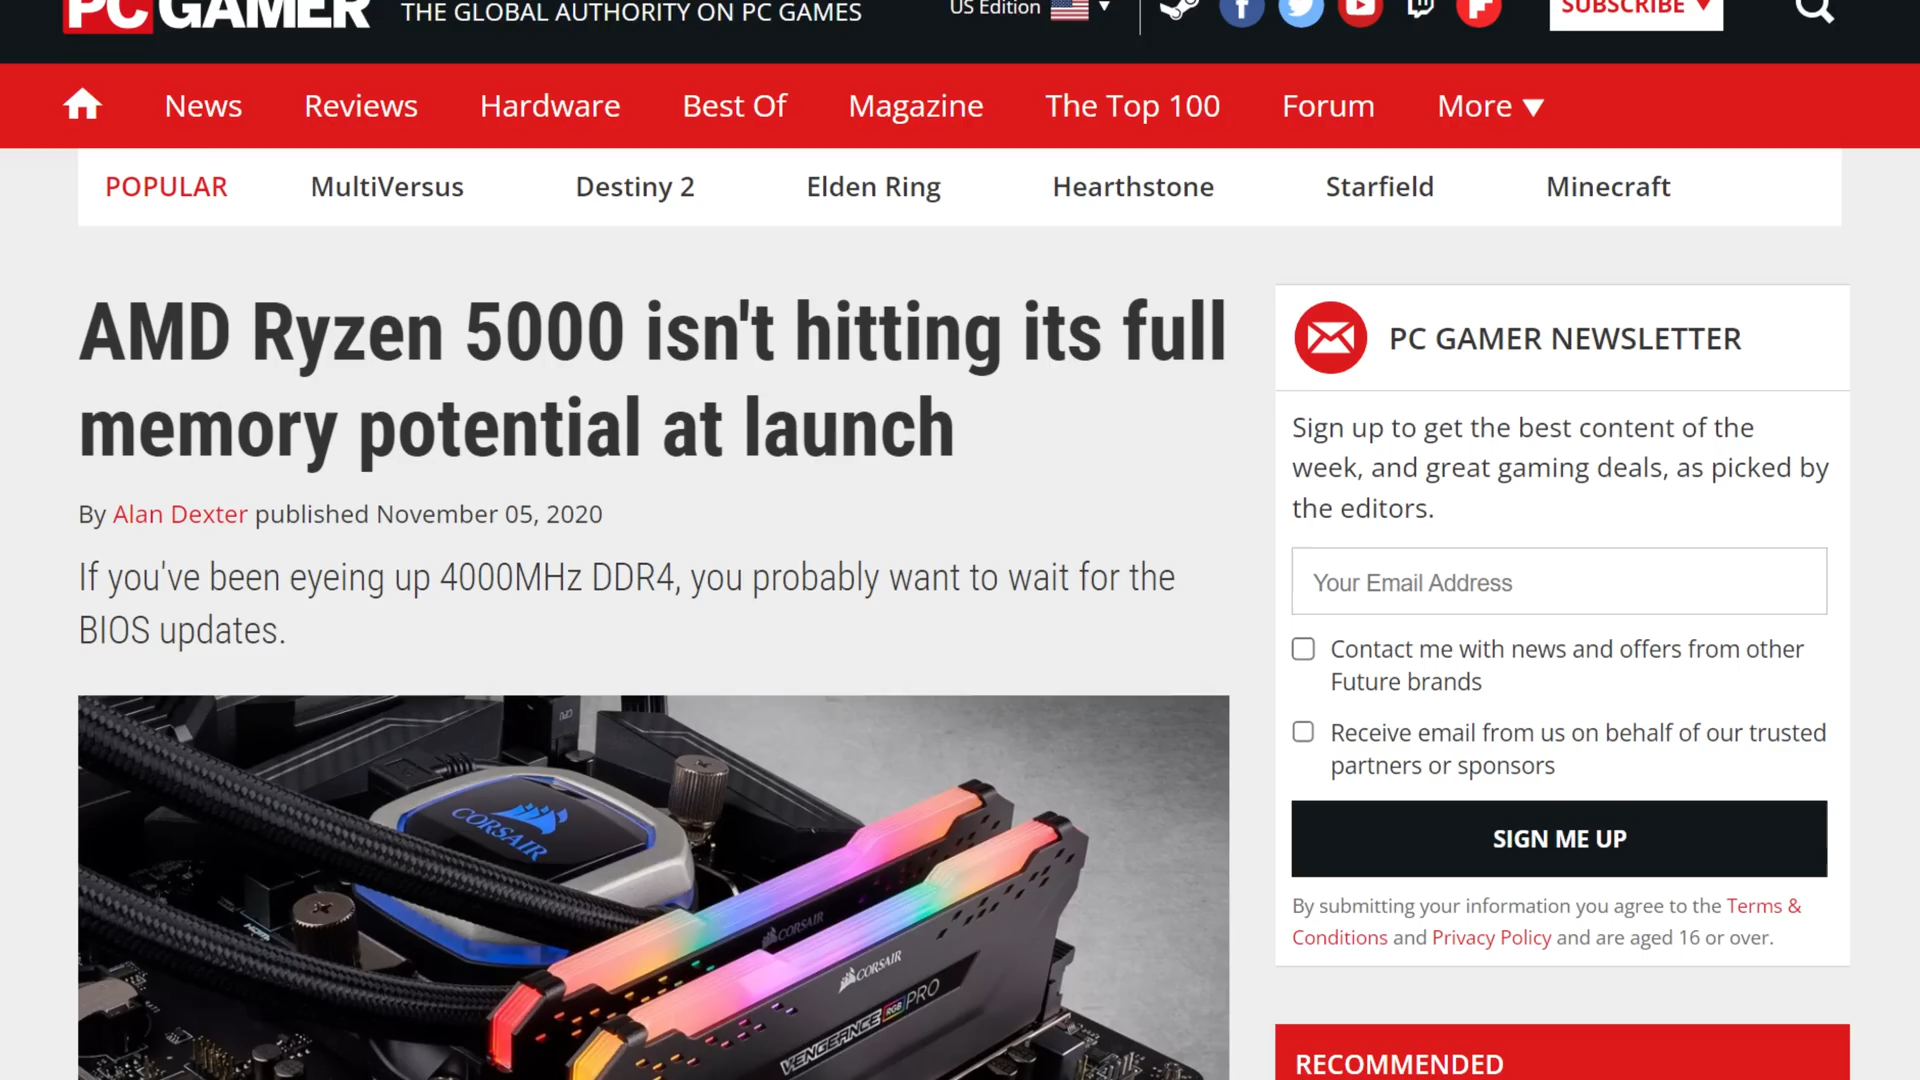 PC GAMER
THE GLOBAL AUTHORITY ON PC GAMES
US Edition
SUBSCRIBE
News
Reviews
Hardware
Best Of
Magazine
The Top 100
Forum
More
POPULAR
MultiVersus
Destiny 2
Elden Ring
Hearthstone
Starfield
Minecraft
AMD Ryzen 5000 isn't hitting its full
memory potential at launch
By Alan Dexter published November 05, 2020
If you've been eyeing up 4000MHz DDR4, you probably want to wait for the
BIOS updates.
CPU
CORSAIR
CORSAIR
CORSAIR
VENGEANCE RGB PRO
PC GAMER NEWSLETTER
Sign up to get the best content of the
week, and great gaming deals, as picked by
the editors.
Your Email Address
Contact me with news and offers from other
Future brands
Receive email from us on behalf of our trusted
partners or sponsors
SIGN ME UP
By submitting your information you agree to the Terms &
Conditions and Privacy Policy and are aged 16 or over.
RECOMMENDED